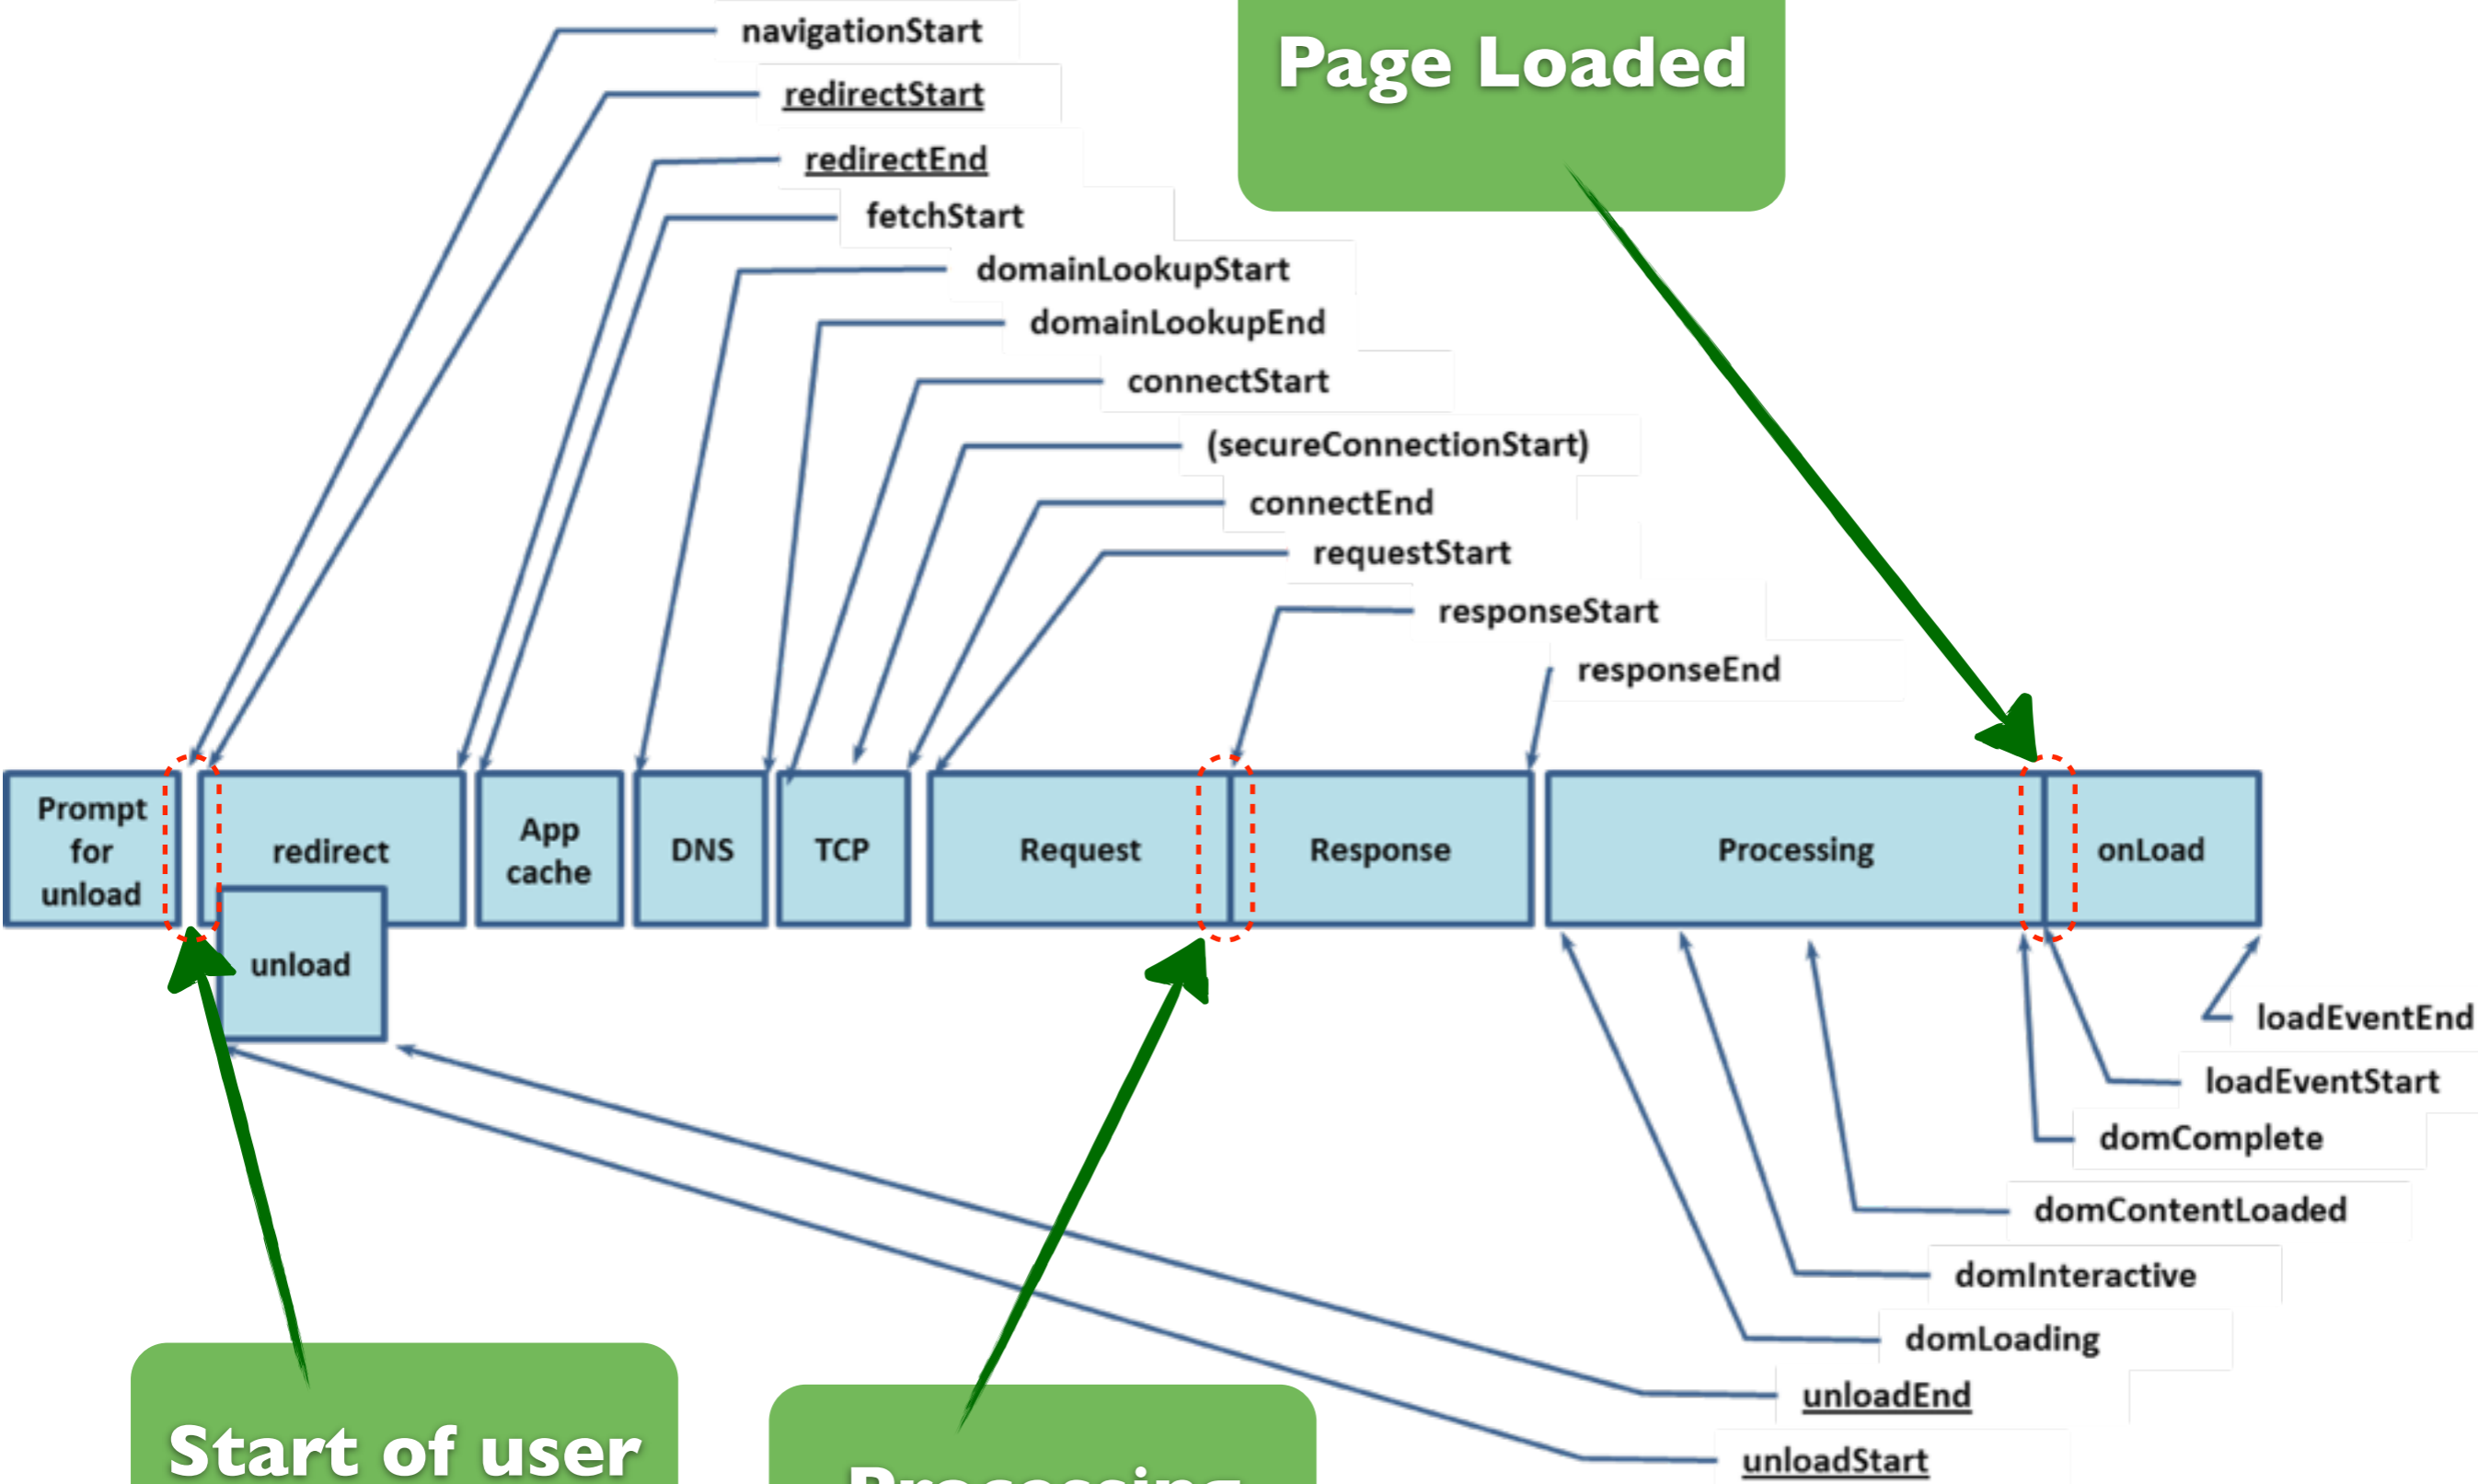 navigationStart
Page Loaded
redirectStart
redirectEnd
fetchStart
domainLookupStart
domainLookupEnd
connectStart
(secureConnectionStart)
connectEnd
requestStart
responseStart
responseEnd
Prompt
for
unload
redirect
unload
App
cache
DNS
TCP
Request
Response
Processing
onLoad
loadEventEnd
loadEventStart
domComplete
domContentLoaded
domInteractive
domLoading
unloadEnd
unloadStart
Start of user
Processing